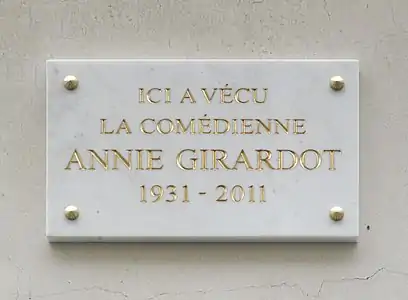 ICI A VÉCU
LA COMÉDIENNE
ANNIE GIRARDOT
1931 - 2011